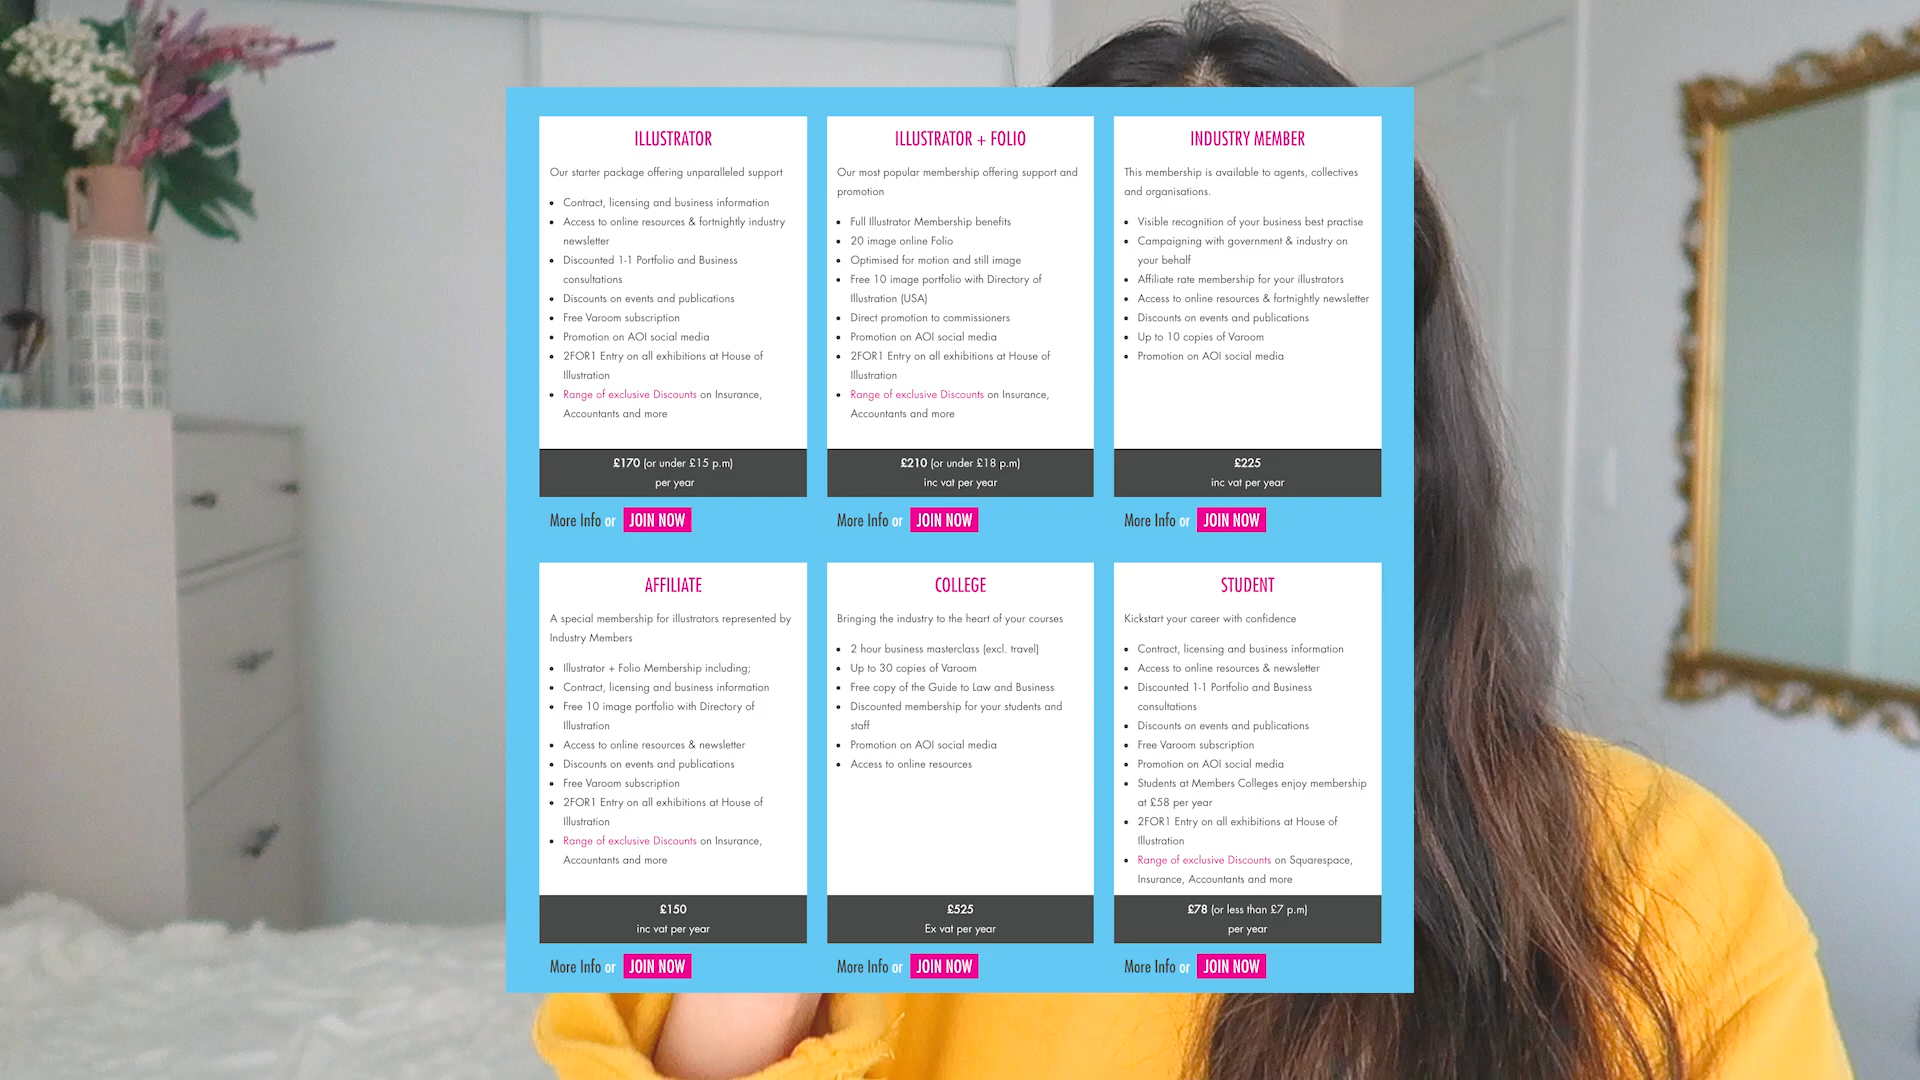 ILLUSTRATOR
Our starter package offering unparalleled support
Contract, licensing and business information
Access to online resources & fortnightly industry
newsletter
Discounted 1-1 Portfolio and Business
consultations
Discounts on events and publications
Free Varoom subscription
Promotion on AOI social media
2FOR1 Entry on all exhibitions at House of
Illustration
Range of exclusive Discounts on Insurance,
Accountants and more
£170 (or under £15 p.m)
per year
More Info or JOIN NOW
ILLUSTRATOR + FOLIO
Our most popular membership offering support and
promotion
Full Illustrator Membership benefits
20 image online Folio
Optimised for motion and still image
Free 10 image portfolio with Directory of
Illustration (USA)
Direct promotion to commissioners
Promotion on AOI social media
2FOR1 Entry on all exhibitions at House of
Illustration
Range of exclusive Discounts on Insurance,
Accountants and more
£210 (or under £18 p.m)
inc vat per year
More Info or JOIN NOW
INDUSTRY MEMBER
This membership is available to agents, collectives
and organisations.
Visible recognition of your business best practise
Campaigning with government & industry on
your behalf
Affiliate rate membership for your illustrators
Access to online resources & fortnightly newsletter
Discounts on events and publications
Up to 10 copies of Varoom
Promotion on AOI social media
£225
inc vat per year
More Info or JOIN NOW
AFFILIATE
A special membership for illustrators represented by
Industry Members
Illustrator + Folio Membership including;
Contract, licensing and business information
Free 10 image portfolio with Directory of
Illustration
Access to online resources & newsletter
Discounts on events and publications
Free Varoom subscription
2FOR1 Entry on all exhibitions at House of
Illustration
Range of exclusive Discounts on Insurance,
Accountants and more
£150
inc vat per year
More Info or JOIN NOW
COLLEGE
Bringing the industry to the heart of your courses
2 hour business masterclass (excl. travel)
Up to 30 copies of Varoom
Free copy of the Guide to Law and Business
Discounted membership for your students and
staff
Promotion on AOI social media
Access to online resources
£525
Ex vat per year
More Info or JOIN NOW
STUDENT
Kickstart your career with confidence
Contract, licensing and business information
Access to online resources & newsletter
Discounted 1-1 Portfolio and Business
consultations
Discounts on events and publications
Free Varoom subscription
Promotion on AOI social media
Students at Members Colleges enjoy membership
at £58 per year
2FOR1 Entry on all exhibitions at House of
Illustration
Range of exclusive Discounts on Squarespace,
Insurance, Accountants and more
£78 (or less than £7 p.m)
per year
More Info or JOIN NOW